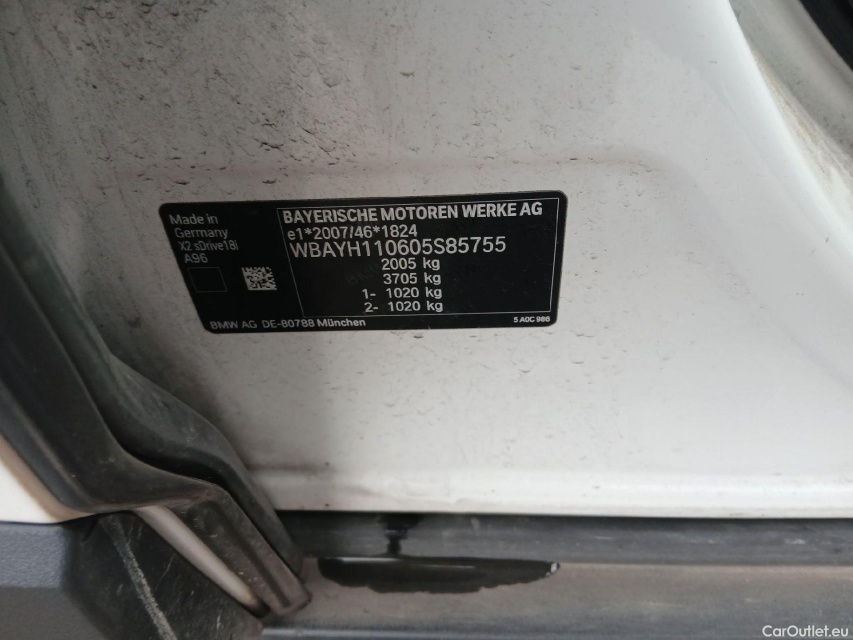 Made in
Germany
X2 sDrive18i
A96
BAYERISCHE MOTOREN WERKE AG
e1*2007/46*1824
WBAYH110605S85755
2005 kg
3705 kg
1- 1020 kg
2- 1020 kg
BMW AG DE-80788 München
5 A0C 986
CarOutlet.eu